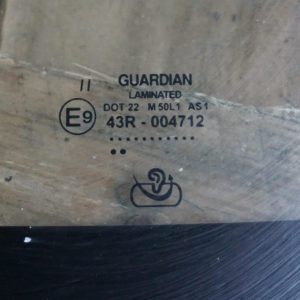 II
GUARDIAN
LAMINATED
DOT 22 M 50L1 AS1
E9
43R - 004712
...........
..